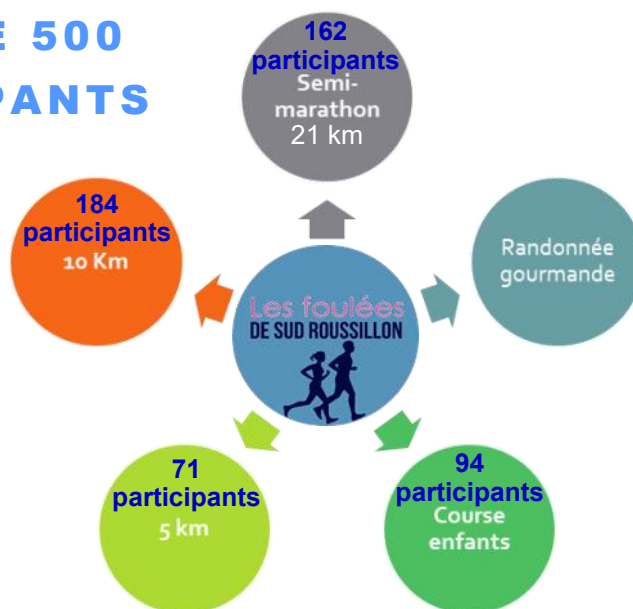 E 500
PANTS
162
participants
Semi-
marathon
21 km
184
participants
10 Km
Randonnée
gourmande
Les foulées
DE SUD ROUSSILLON
71
participants
5 km
94
participants
Course
enfants